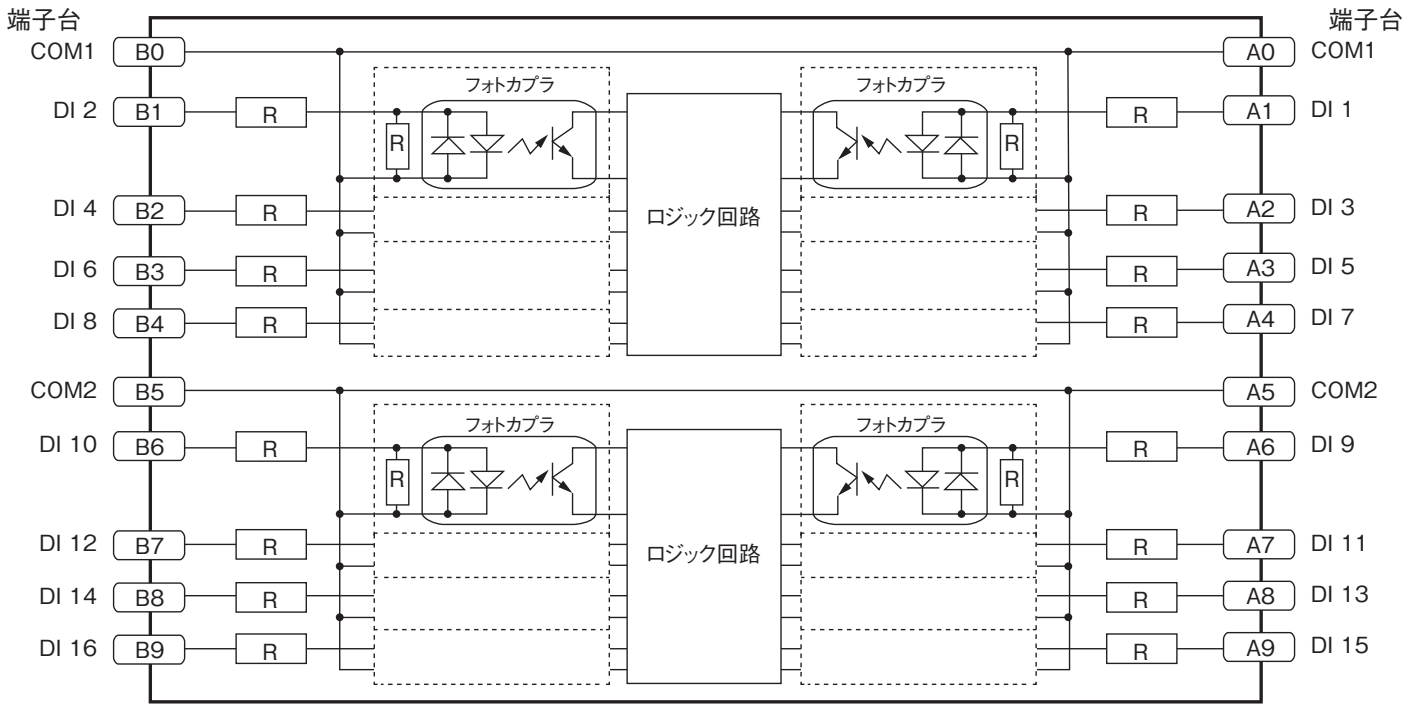 端子台 端子台
COM1 B0 A0 COM1
フォトカプラ フォトカプラ
DI 2 B1 R R A1 DI 1
R R
DI 4 B2 R ロジック回路 R A2 DI 3
DI 6 B3 R R A3 DI 5
DI 8 B4 R R A4 DI 7
COM2 B5 A5 COM2
フォトカプラ フォトカプラ
DI 10 B6 R R A6 DI 9
R R
DI 12 B7 R ロジック回路 R A7 DI 11
DI 14 B8 R R A8 DI 13
DI 16 B9 R R A9 DI 15